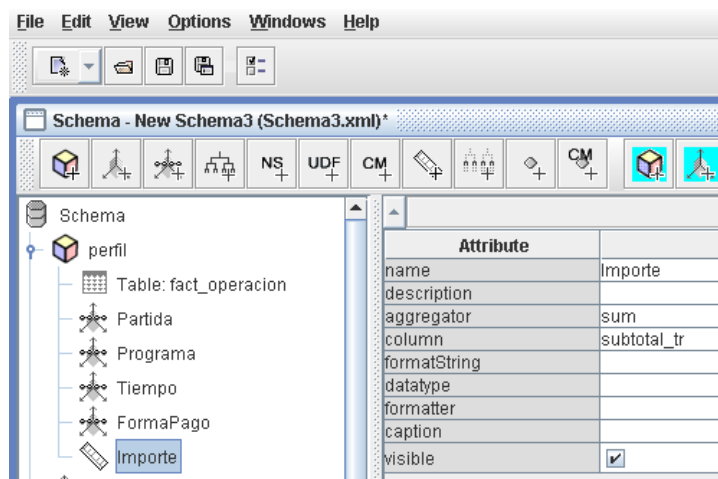 File Edit View Options Windows Help
Schema - New Schema3 (Schema3.xml)*
NS UDF CM CM
Schema
perfil
Table: fact_operacion
Partida
Programa
Tiempo
FormaPago
Importe
Attribute
name Importe
description
aggregator sum
column subtotal_tr
formatString
datatype
formatter
caption
visible